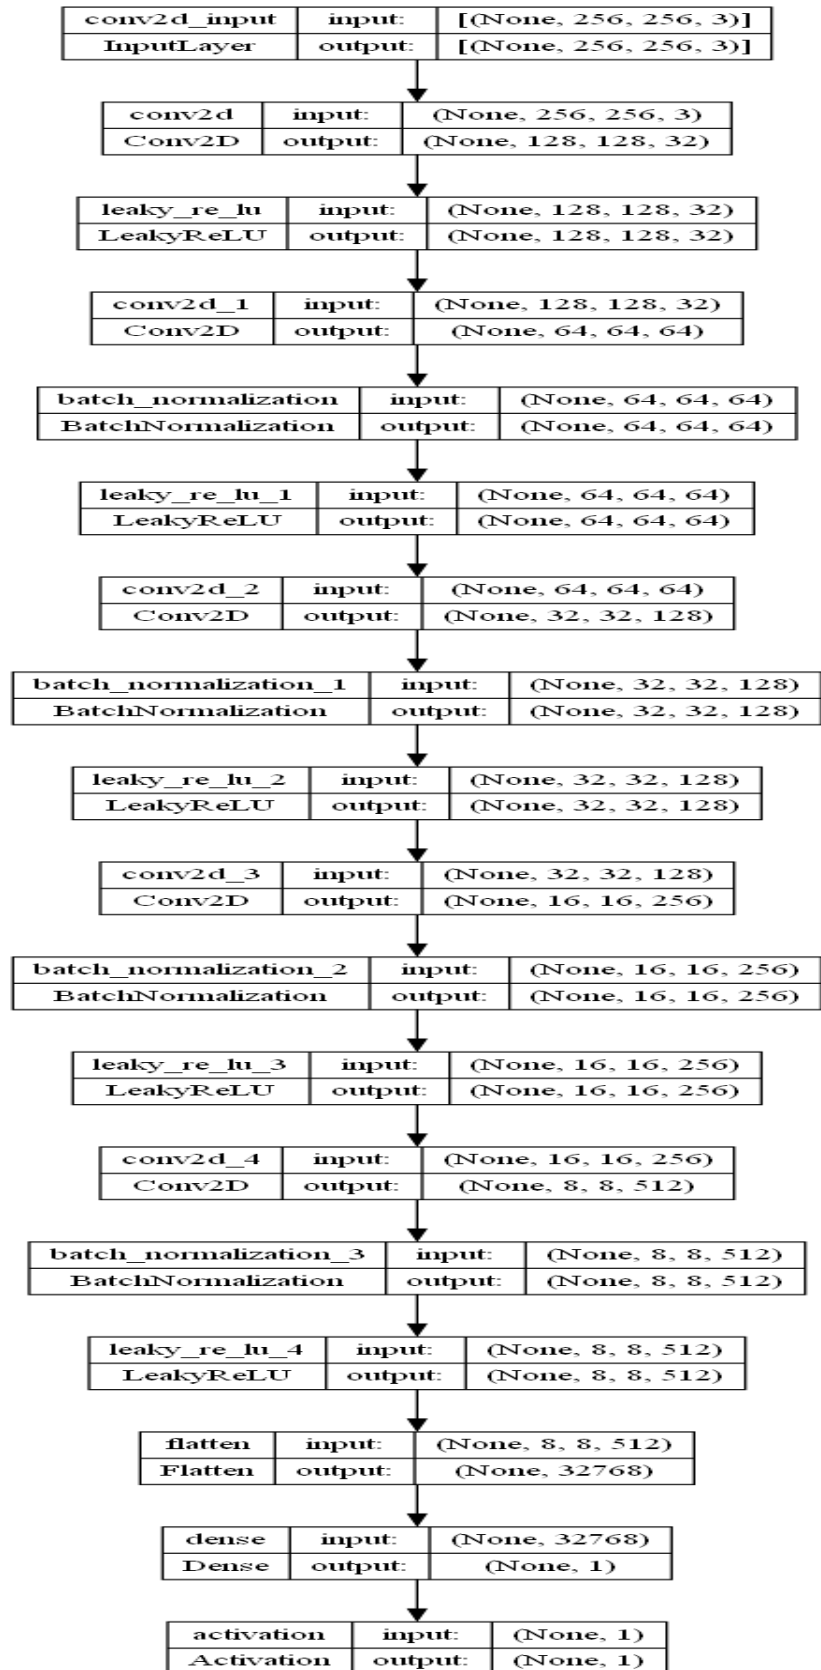 conv2d_input input: [(None, 256, 256, 3)]
InputLayer output: [(None, 256, 256, 3)]
conv2d input: (None, 256, 256, 3)
Conv2D output: (None, 128, 128, 32)
leaky_re_lu input: (None, 128, 128, 32)
LeakyReLU output: (None, 128, 128, 32)
conv2d_1 input: (None, 128, 128, 32)
Conv2D output: (None, 64, 64, 64)
batch_normalization input: (None, 64, 64, 64)
BatchNormalization output: (None, 64, 64, 64)
leaky_re_lu_1 input: (None, 64, 64, 64)
LeakyReLU output: (None, 64, 64, 64)
conv2d_2 input: (None, 64, 64, 64)
Conv2D output: (None, 32, 32, 128)
batch_normalization_1 input: (None, 32, 32, 128)
BatchNormalization output: (None, 32, 32, 128)
leaky_re_lu_2 input: (None, 32, 32, 128)
LeakyReLU output: (None, 32, 32, 128)
conv2d_3 input: (None, 32, 32, 128)
Conv2D output: (None, 16, 16, 256)
batch_normalization_2 input: (None, 16, 16, 256)
BatchNormalization output: (None, 16, 16, 256)
leaky_re_lu_3 input: (None, 16, 16, 256)
LeakyReLU output: (None, 16, 16, 256)
conv2d_4 input: (None, 16, 16, 256)
Conv2D output: (None, 8, 8, 512)
batch_normalization_3 input: (None, 8, 8, 512)
BatchNormalization output: (None, 8, 8, 512)
leaky_re_lu_4 input: (None, 8, 8, 512)
LeakyReLU output: (None, 8, 8, 512)
flatten input: (None, 8, 8, 512)
Flatten output: (None, 32768)
dense input: (None, 32768)
Dense output: (None, 1)
activation input: (None, 1)
Activation output: (None, 1)